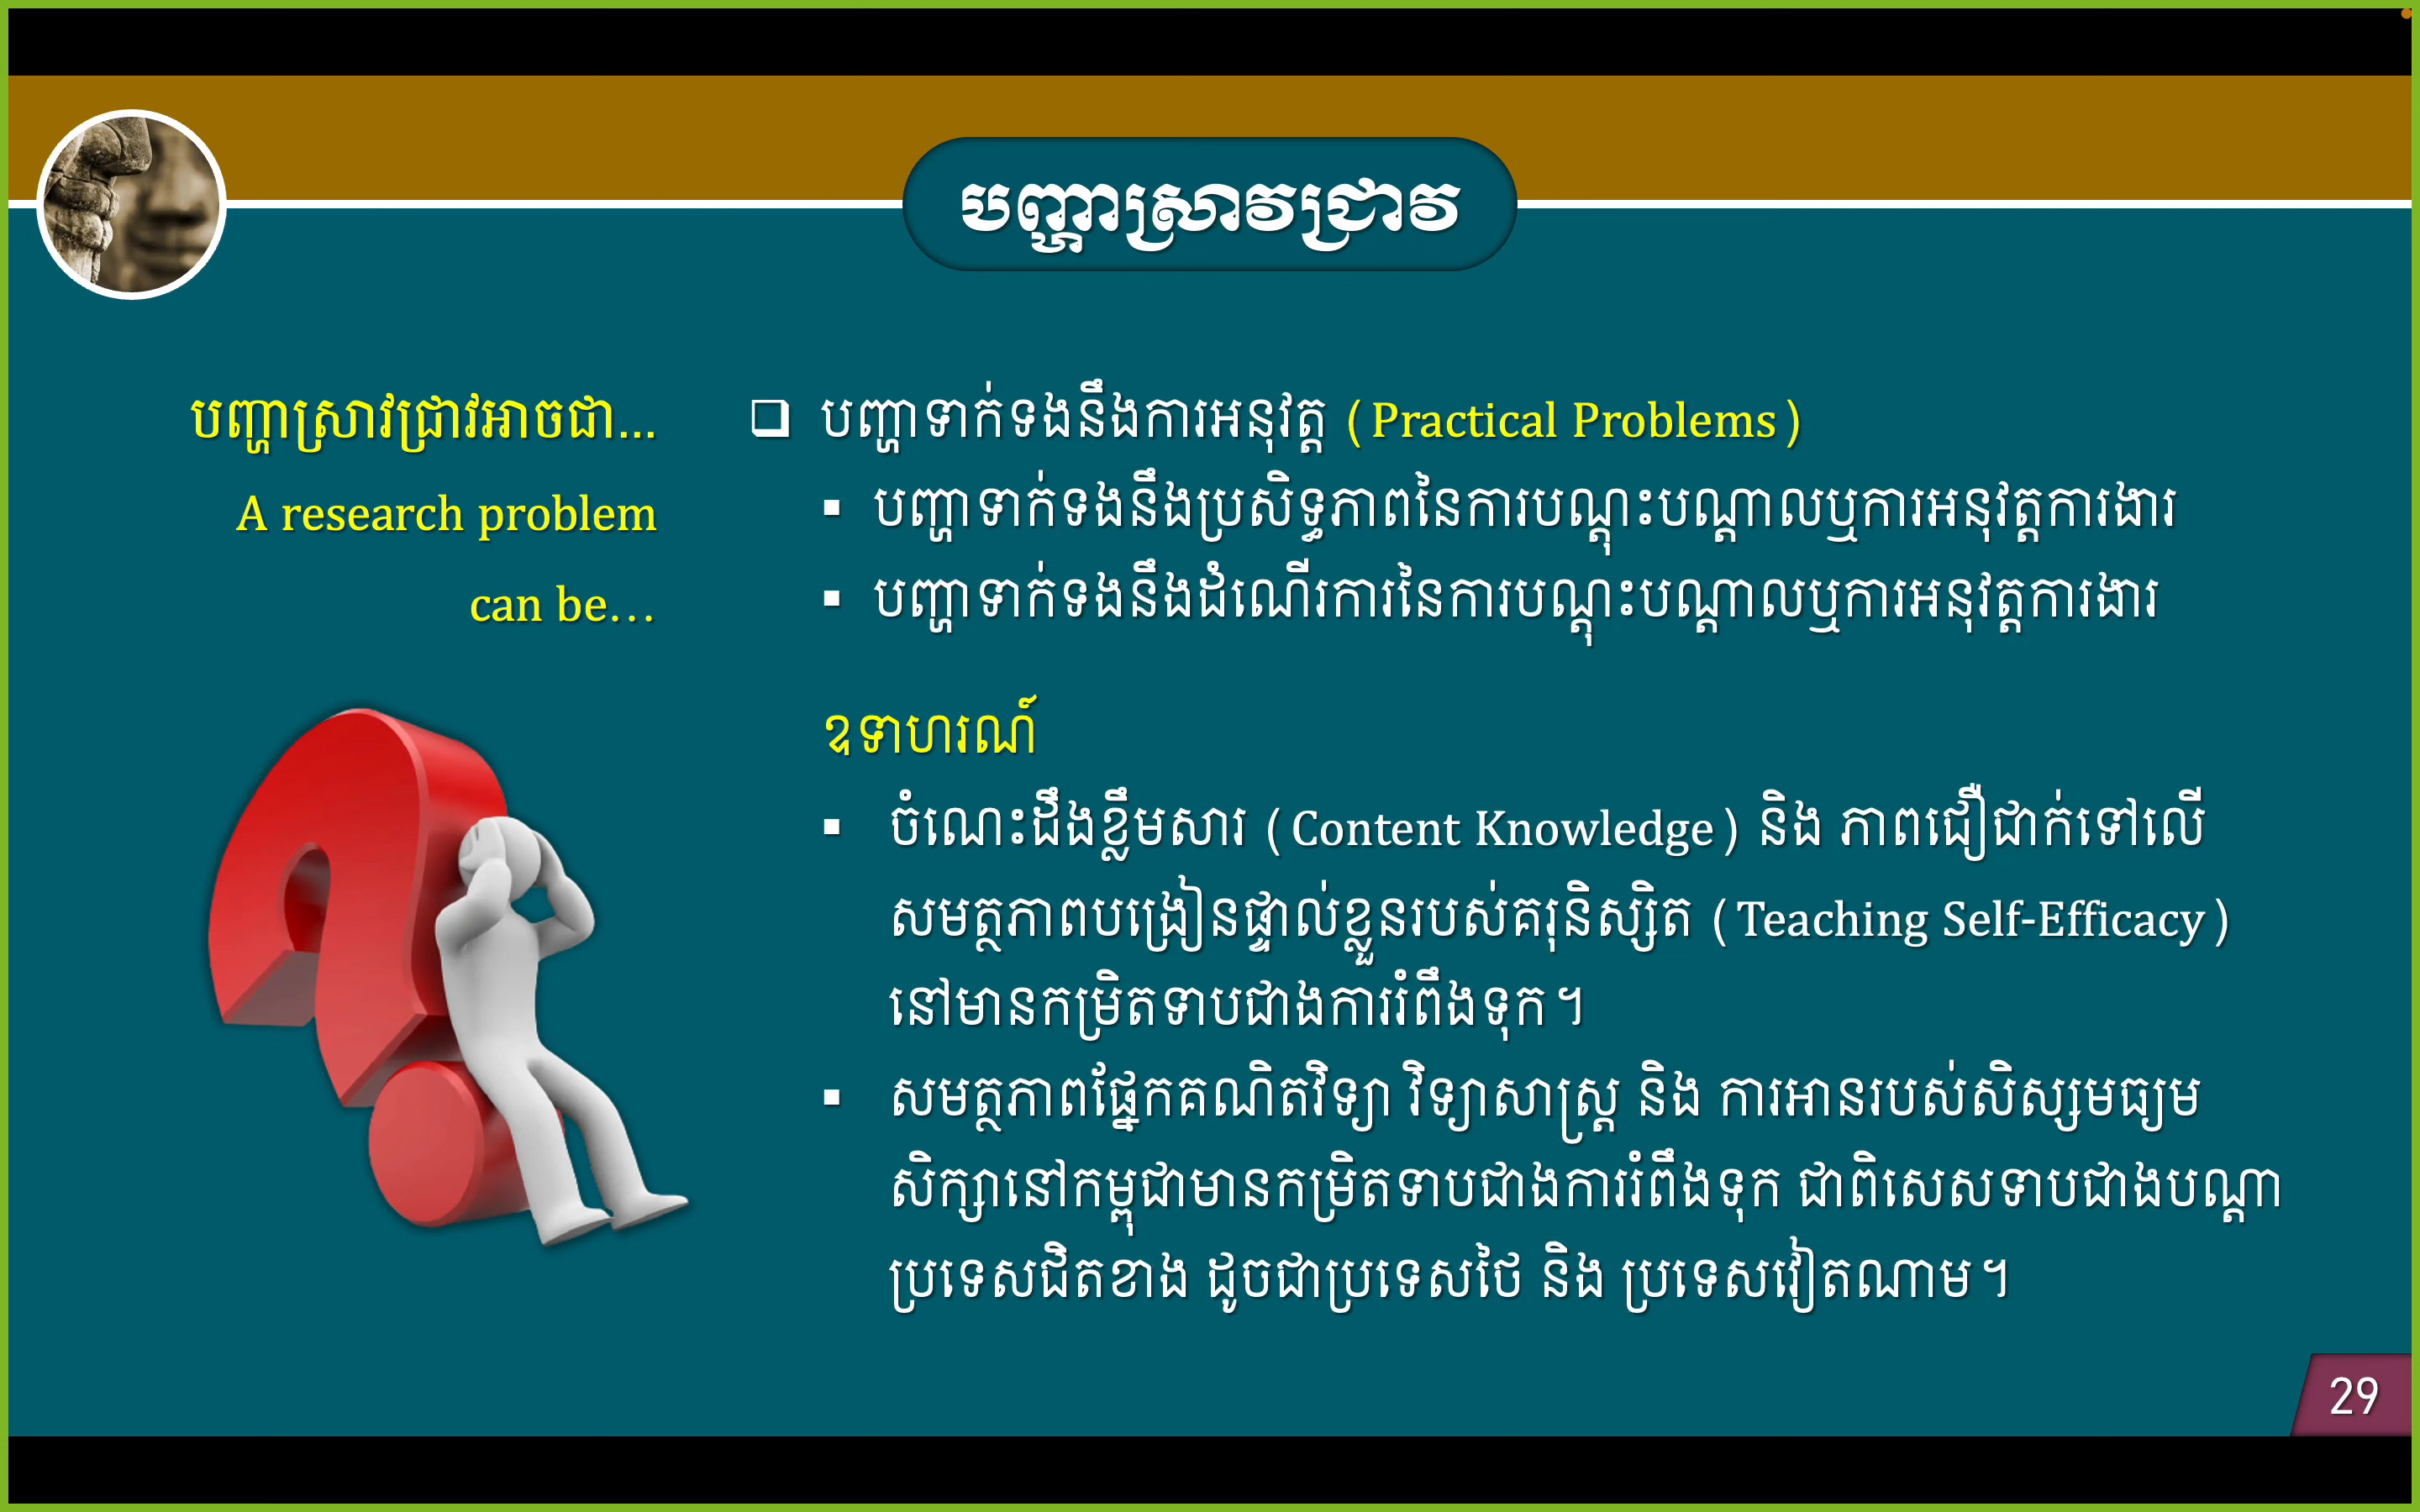 បញ្ហាស្រាវជ្រាវ
បញ្ហាស្រាវជ្រាវអាចជា...
A research problem
can be...
❑ បញ្ហាទាក់ទងនឹងការអនុវត្ត (Practical Problems)
▪ បញ្ហាទាក់ទងនឹងប្រសិទ្ធភាពនៃការបណ្តុះបណ្តាលឬការអនុវត្តការងារ
▪ បញ្ហាទាក់ទងនឹងដំណើរការនៃការបណ្តុះបណ្តាលឬការអនុវត្តការងារ
ឧទាហរណ៍
▪ ចំណេះដឹងខ្លឹមសារ (Content Knowledge) និង ភាពជឿជាក់ទៅលើ
សមត្ថភាពបង្រៀនផ្ទាល់ខ្លួនរបស់គរុនិស្សិត (Teaching Self-Efficacy)
នៅមានកម្រិតទាបជាងការរំពឹងទុក។
▪ សមត្ថភាពផ្នែកគណិតវិទ្យា វិទ្យាសាស្ត្រ និង ការអានរបស់សិស្សមធ្យម
សិក្សានៅកម្ពុជាមានកម្រិតទាបជាងការរំពឹងទុក ជាពិសេសទាបជាងបណ្តា
ប្រទេសជិតខាង ដូចជាប្រទេសថៃ និង ប្រទេសវៀតណាម។
29